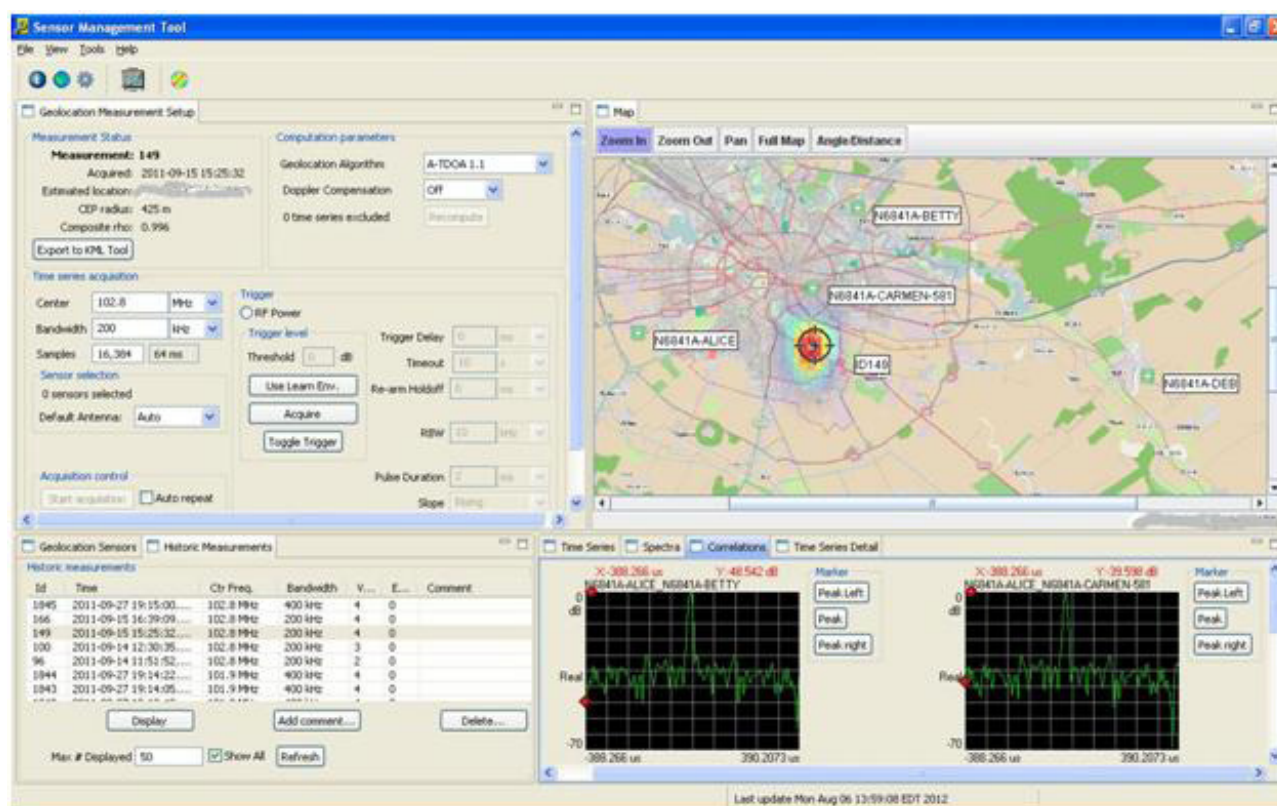 Sensor Management Tool
File View Tools Help
Geolocation Measurement Setup
Measurement Status
Measurement: 149
Acquired: 2011-09-15 15:25:32
Estimated location:
CEP radius: 425 m
Composite rho: 0.996
Export to KML Tool
Computation parameters
Geolocation Algorithm A-TDOA 1.1
Doppler Compensation Off
0 time series excluded Recompute
Time series acquisition
Center 102.8 MHz
Bandwidth 200 kHz
Samples 16,384 64 ms
Sensor selection
0 sensors selected
Default Antenna: Auto
Acquisition control
Start acquisition Auto repeat
Trigger
RF Power
Trigger level
Threshold dB
Use Learn Env.
Acquire
Toggle Trigger
Trigger Delay
Timeout 10
Re-arm Holdoff
RBW kHz
Pulse Duration
Slope Rising
Map
Zoom In Zoom Out Pan Full Map Angle/Distance
N6841A-BETTY
N6841A-CARMEN-581
N6841A-ALICE
ID149
N6841A-DEB
Geolocation Sensors Historic Measurements
Historic measurements
Id Time Ctr Freq. Bandwidth V... E... Comment
1845 2011-09-27 19:15:00.... 102.8 MHz 400 kHz 4 0
166 2011-09-15 16:39:09.... 102.8 MHz 200 kHz 4 0
149 2011-09-15 15:25:32.... 102.8 MHz 200 kHz 4 0
100 2011-09-14 12:30:35.... 102.8 MHz 200 kHz 3 0
96 2011-09-14 11:51:52.... 102.8 MHz 200 kHz 2 0
1844 2011-09-27 19:14:22.... 101.9 MHz 400 kHz 4 0
1843 2011-09-27 19:14:05.... 101.9 MHz 400 kHz 4 0
Display Add comment... Delete...
Max # Displayed 50 Show All Refresh
Time Series Spectra Correlations Time Series Detail
X:-388.266 us Y:-48.542 dB
N6841A-ALICE_N6841A-BETTY
0
dB
Real
-70
-388.266 us 390.2073 us
Marker
Peak Left
Peak
Peak right
X:-388.266 us Y:-39.598 dB
N6841A-ALICE_N6841A-CARMEN-581
0
dB
Real
-70
-388.266 us 390.2073 us
Marker
Peak Left
Peak
Peak right
Last update Mon Aug 06 13:59:08 EDT 2012